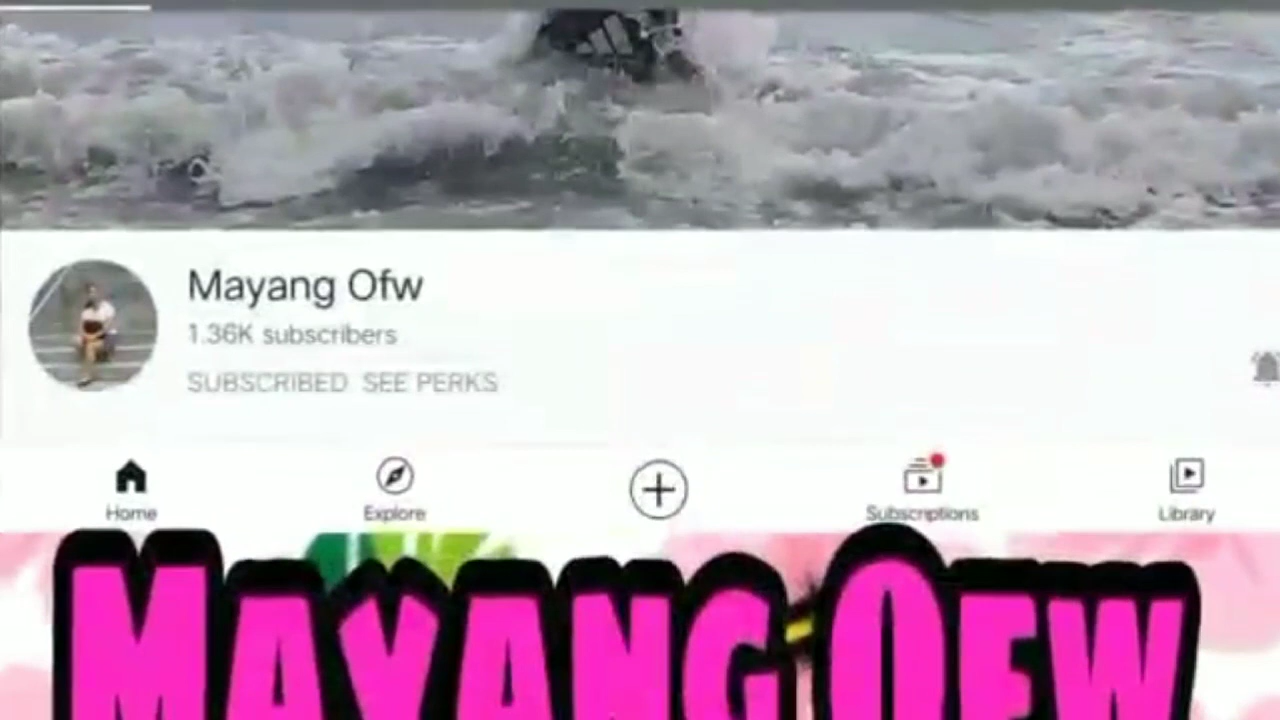 Mayang Ofw
1.36K subscribers
SUBSCRIBED SEE PERKS
Home Explore Subscriptions Library
MAYANG OFW